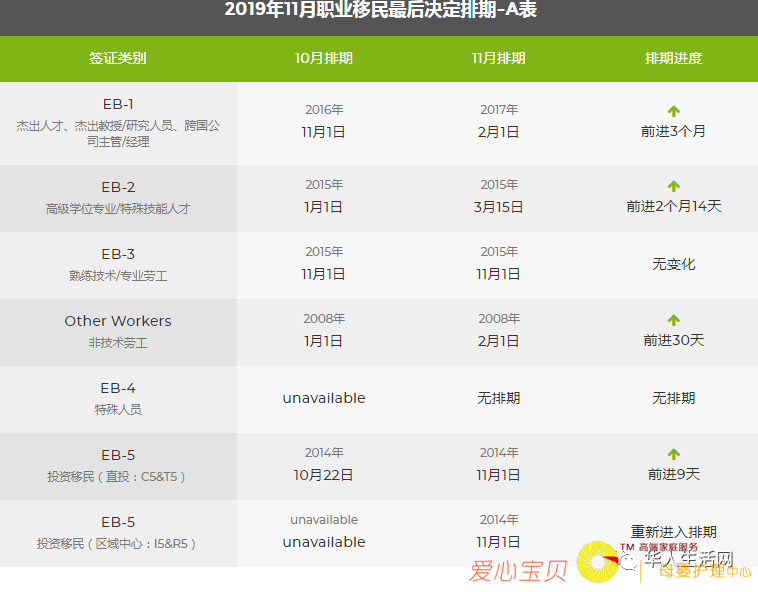 2019年11月职业移民最后决定排期-A表
签证类别 10月排期 11月排期 排期进度
EB-1
杰出人才、杰出教授/研究人员、跨国公
司主管/经理
2016年
11月1日
2017年
2月1日
前进3个月
EB-2
高级学位专业/特殊技能人才
2015年
1月1日
2015年
3月15日
前进2个月14天
EB-3
熟练技术/专业劳工
2015年
11月1日
2015年
11月1日
无变化
Other Workers
非技术劳工
2008年
1月1日
2008年
2月1日
前进30天
EB-4
特殊人员
unavailable
无排期
无排期
EB-5
投资移民（直投：C5&T5）
2014年
10月22日
2014年
11月1日
前进9天
EB-5
投资移民（区域中心：I5&R5）
unavailable
unavailable
2014年
11月1日
重新进入排期
爱心宝贝
TM 高端家庭服务
华人生活网
母婴护理中心